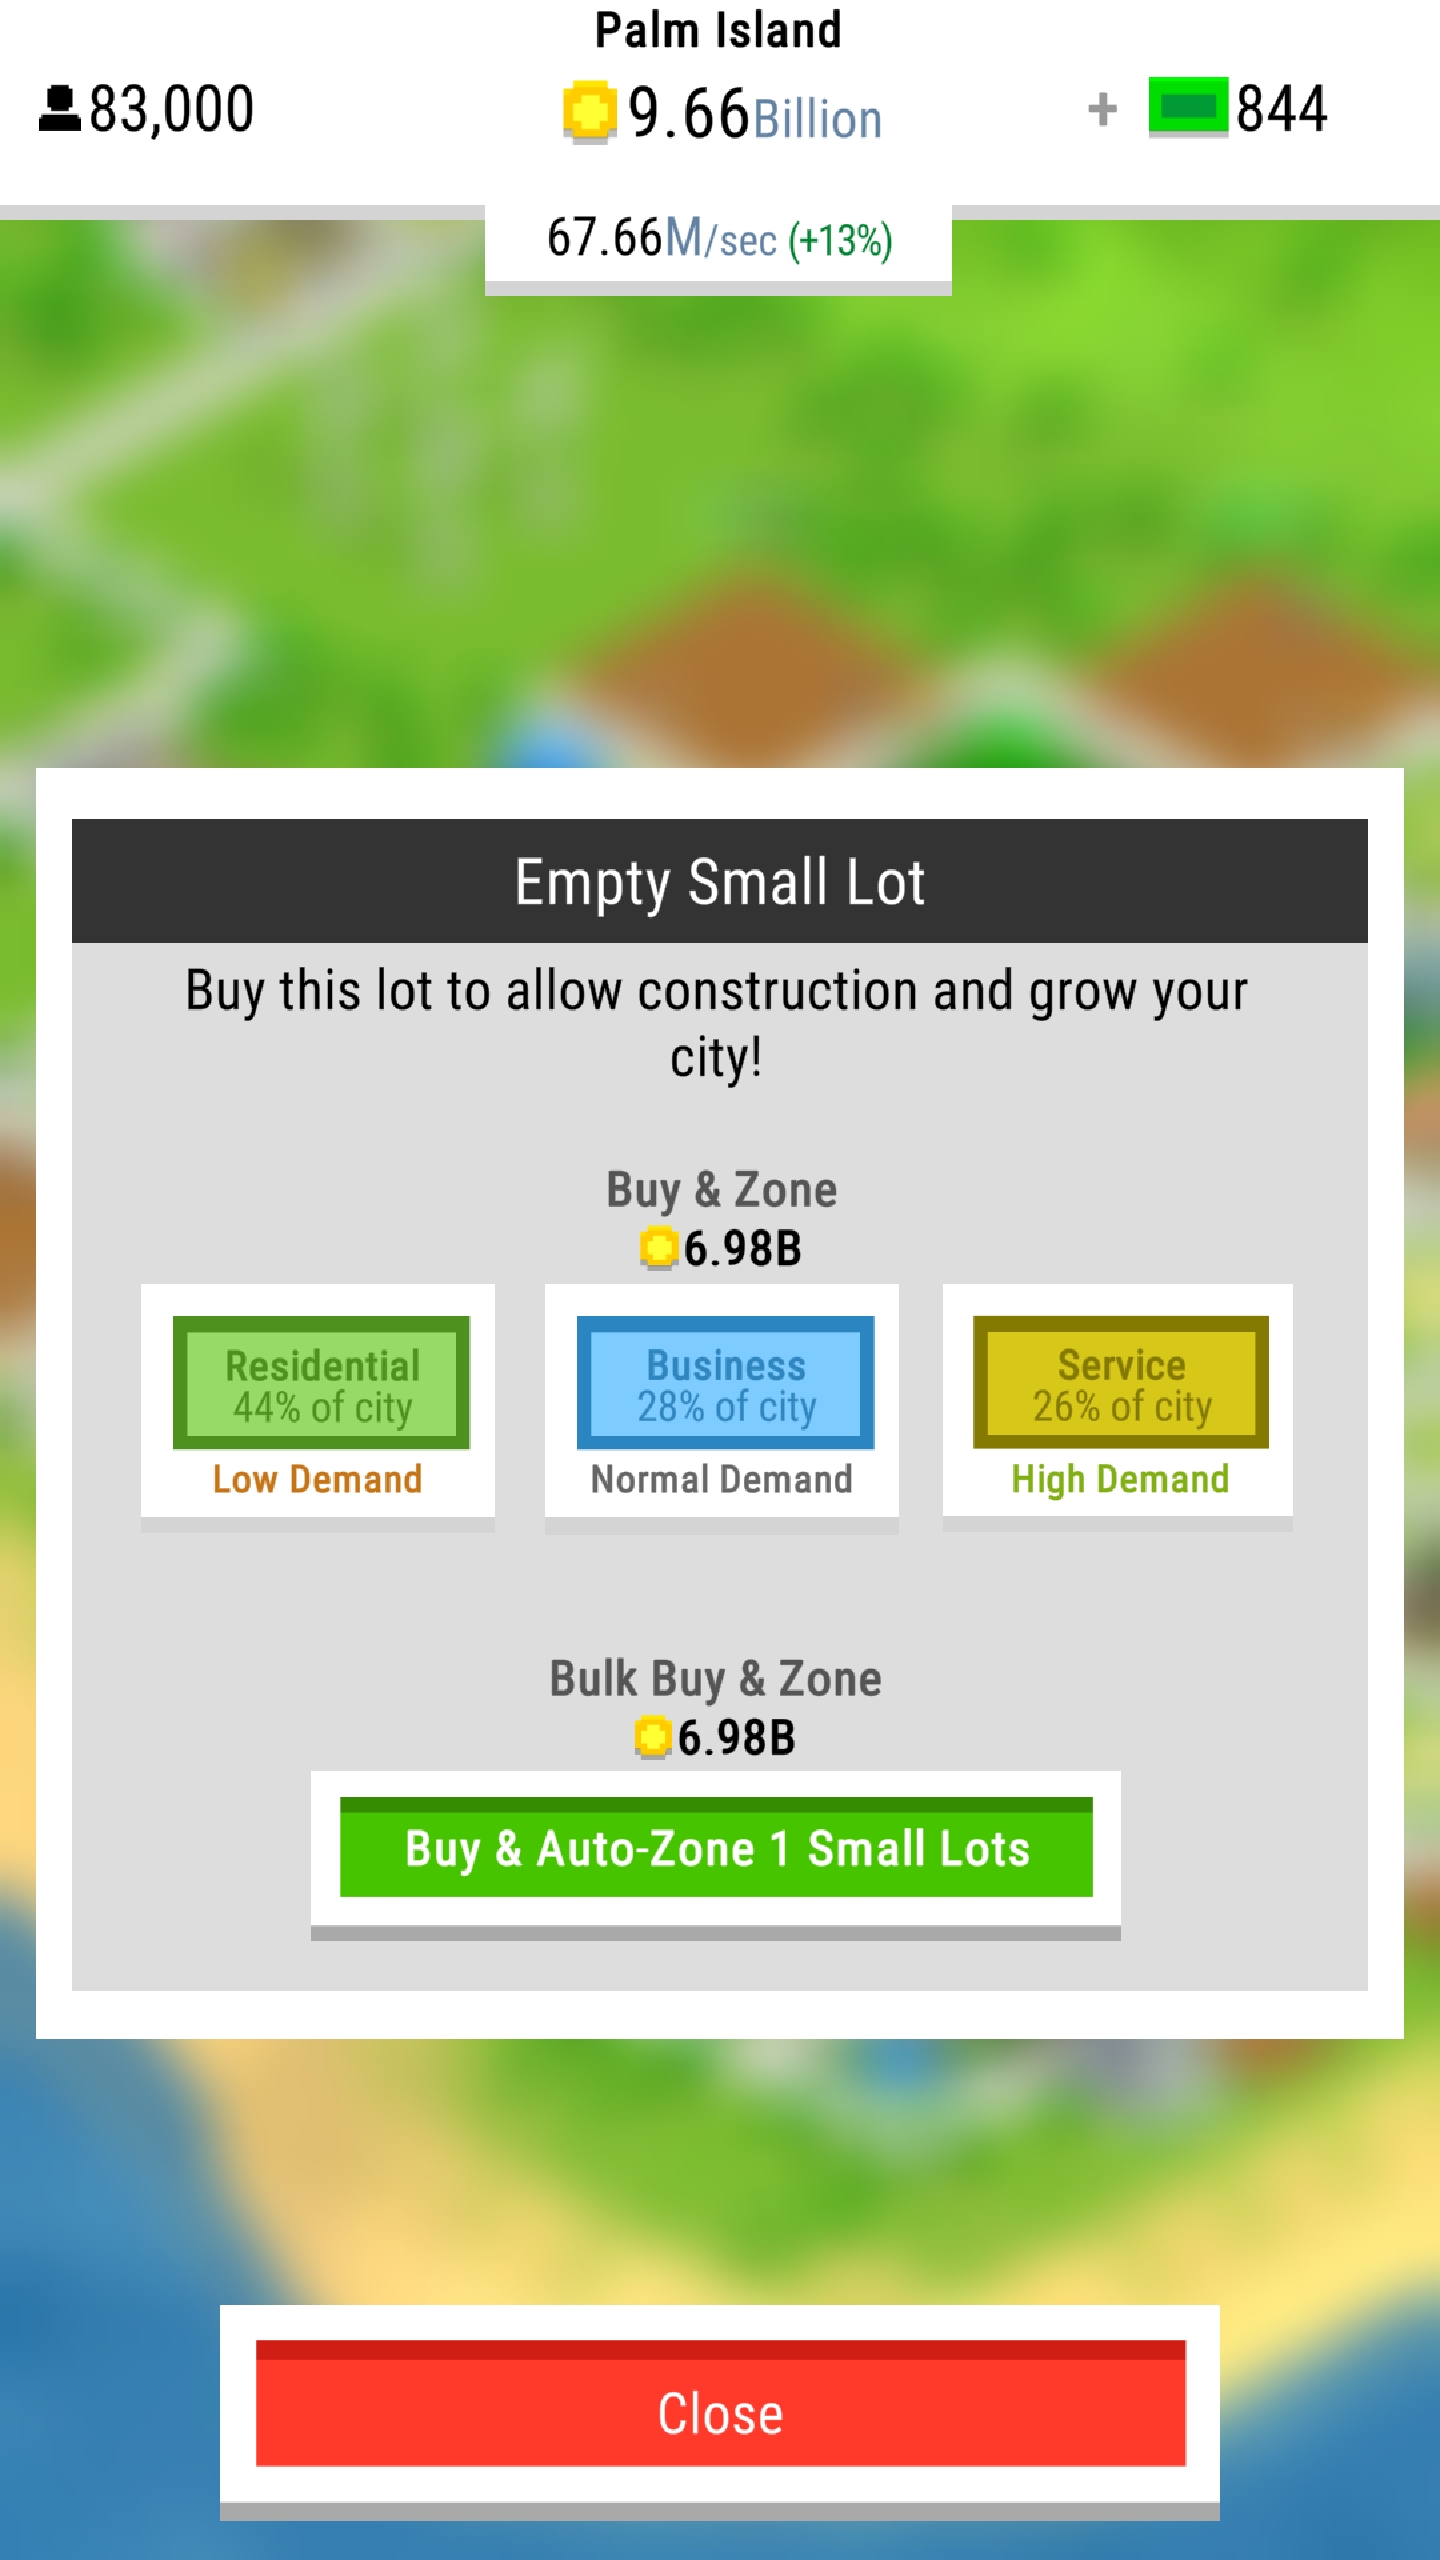 Palm Island
83,000
9.66Billion
+ 844
67.66M/sec (+13%)
Empty Small Lot
Buy this lot to allow construction and grow your
city!
Buy & Zone
6.98B
Residential
44% of city
Low Demand
Business
28% of city
Normal Demand
Service
26% of city
High Demand
Bulk Buy & Zone
6.98B
Buy & Auto-Zone 1 Small Lots
Close